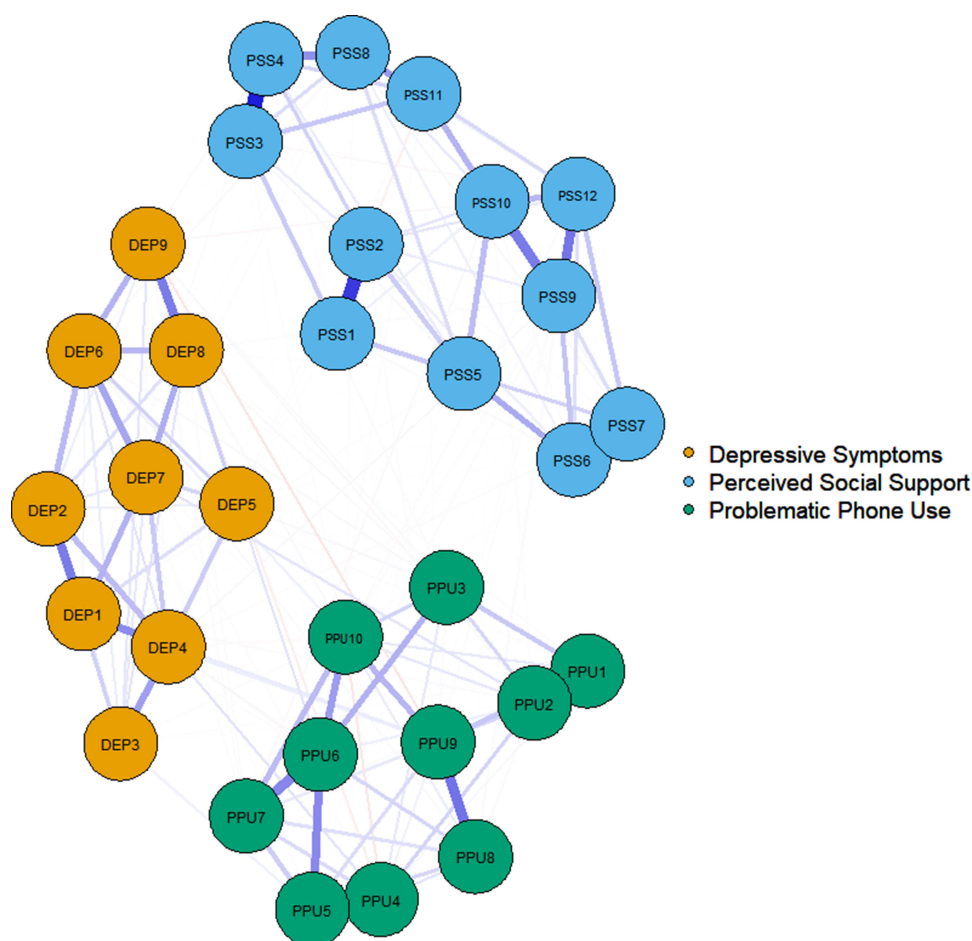 PSS4
PSS8
PSS11
PSS3
PSS10
PSS12
DEP9
PSS2
PSS9
PSS1
DEP6
DEP8
PSS5
PSS7
PSS6
Depressive Symptoms
Perceived Social Support
Problematic Phone Use
DEP7
DEP5
DEP2
DEP1
DEP4
DEP3
PPU3
PPU10
PPU1
PPU2
PPU9
PPU6
PPU7
PPU8
PPU4
PPU5